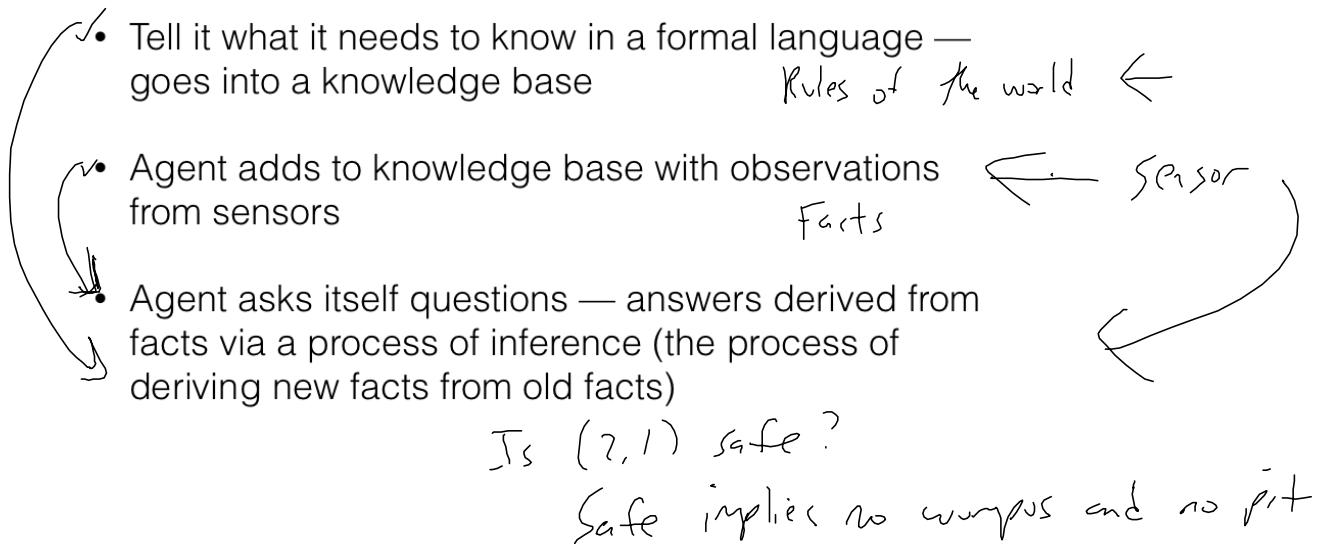 • Tell it what it needs to know in a formal language —
goes into a knowledge base
Rules of the world
• Agent adds to knowledge base with observations
from sensors
Sensor
Facts
• Agent asks itself questions — answers derived from
facts via a process of inference (the process of
deriving new facts from old facts)
Is (2,1) safe?
Safe implies no wumpus and no pit